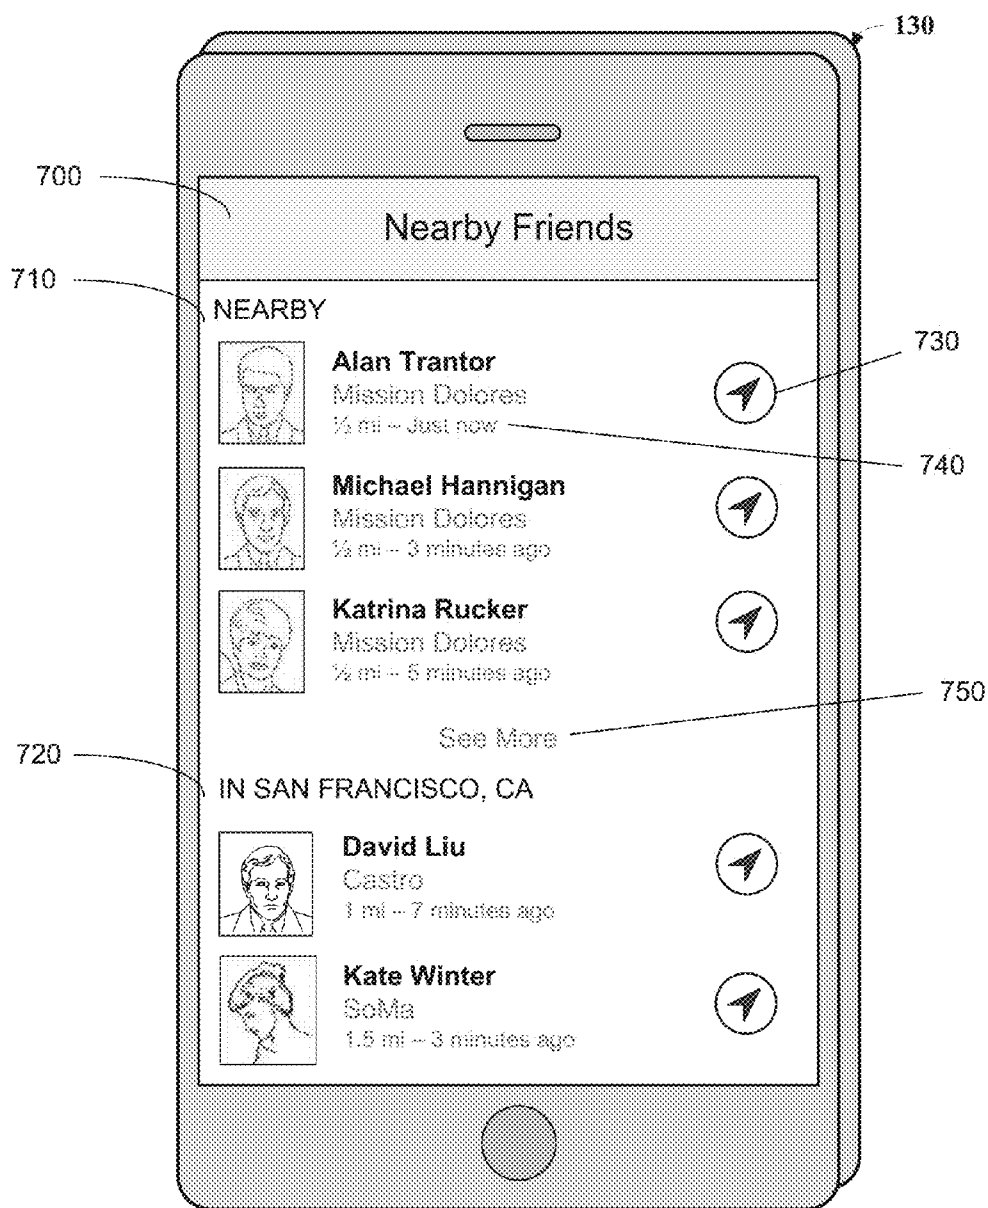 130
700
Nearby Friends
710
NEARBY
730
Alan Trantor
Mission Dolores
½ mi – Just now
740
Michael Hannigan
Mission Dolores
½ mi – 3 minutes ago
Katrina Rucker
Mission Dolores
½ mi – 5 minutes ago
750
See More
720
IN SAN FRANCISCO, CA
David Liu
Castro
1 mi – 7 minutes ago
Kate Winter
SoMa
1.5 mi – 3 minutes ago